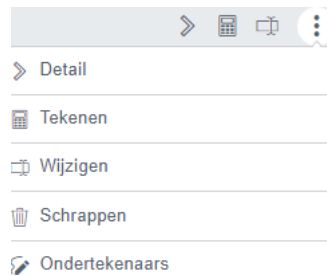 Detail
Tekenen
Wijzigen
Schrappen
Ondertekenaars